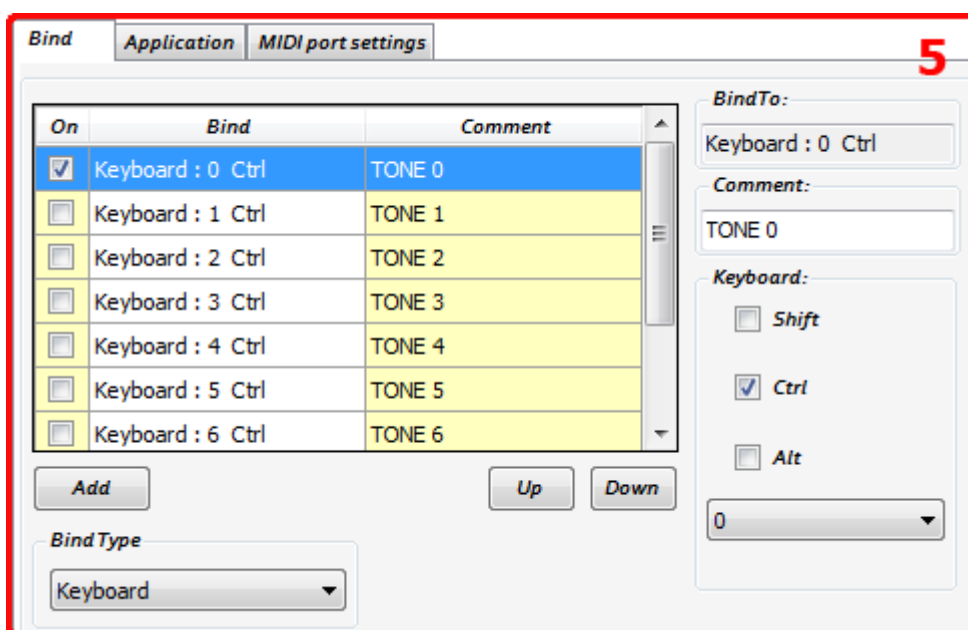 Bind Application MIDI port settings
5
On Bind Comment
Keyboard : 0 Ctrl TONE 0
Keyboard : 1 Ctrl TONE 1
Keyboard : 2 Ctrl TONE 2
Keyboard : 3 Ctrl TONE 3
Keyboard : 4 Ctrl TONE 4
Keyboard : 5 Ctrl TONE 5
Keyboard : 6 Ctrl TONE 6
Add Up Down
Bind Type
Keyboard
BindTo:
Keyboard : 0 Ctrl
Comment:
TONE 0
Keyboard:
Shift
Ctrl
Alt
0